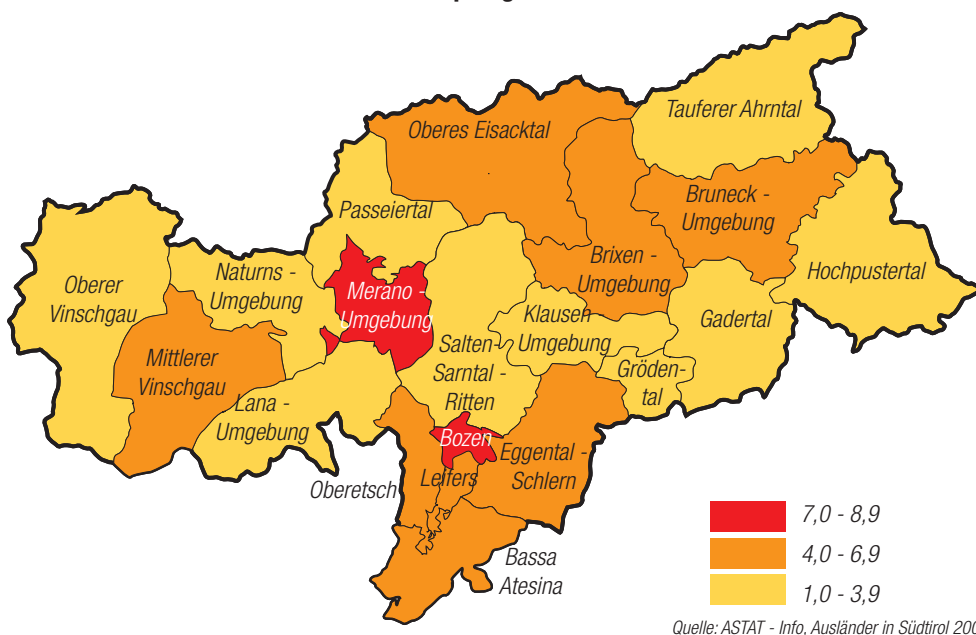 Oberes Eisacktal
Tauferer Ahrntal
Passeiertal
Bruneck -
Umgebung
Oberer
Vinschgau
Naturns -
Umgebung
Merano -
Umgebung
Brixen -
Umgebung
Hochpustertal
Mittlerer
Vinschgau
Klausen
Umgebung
Gadertal
Salten-
Sarntal -
Ritten
Gröden-
tal
Lana -
Umgebung
Bozen
Eggental -
Schlern
Oberetsch
Leifers
Bassa
Atesina
7,0 - 8,9
4,0 - 6,9
1,0 - 3,9
Quelle: ASTAT - Info, Ausländer in Südtirol